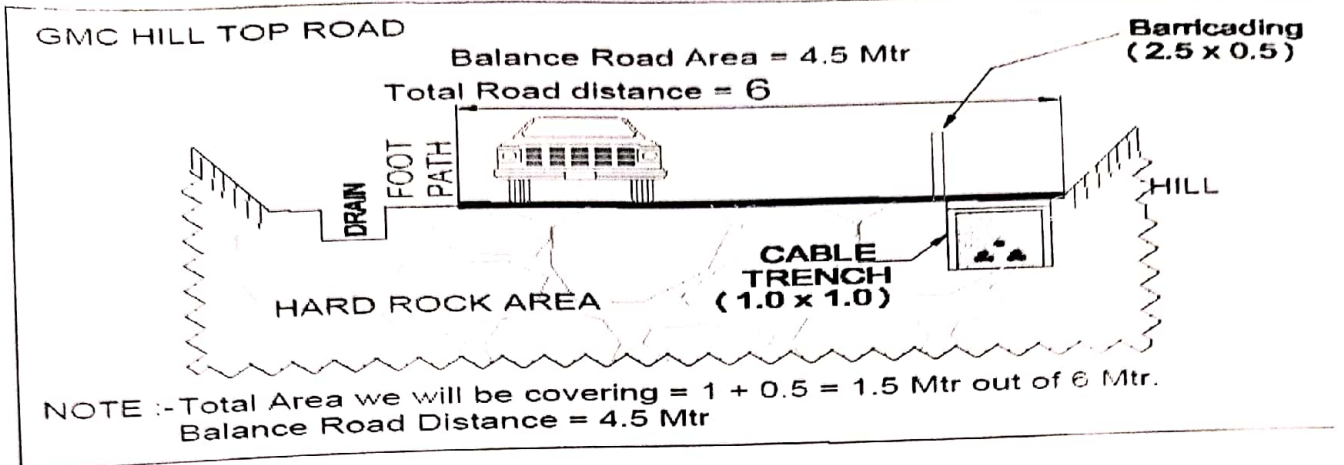 GMC HILL TOP ROAD
Barricading
(2.5 x 0.5)
Balance Road Area = 4.5 Mtr
Total Road distance = 6
FOOT
PATH
DRAIN
HILL
CABLE
TRENCH
(1.0 x 1.0)
HARD ROCK AREA
NOTE :- Total Area we will be covering = 1 + 0.5 = 1.5 Mtr out of 6 Mtr.
Balance Road Distance = 4.5 Mtr